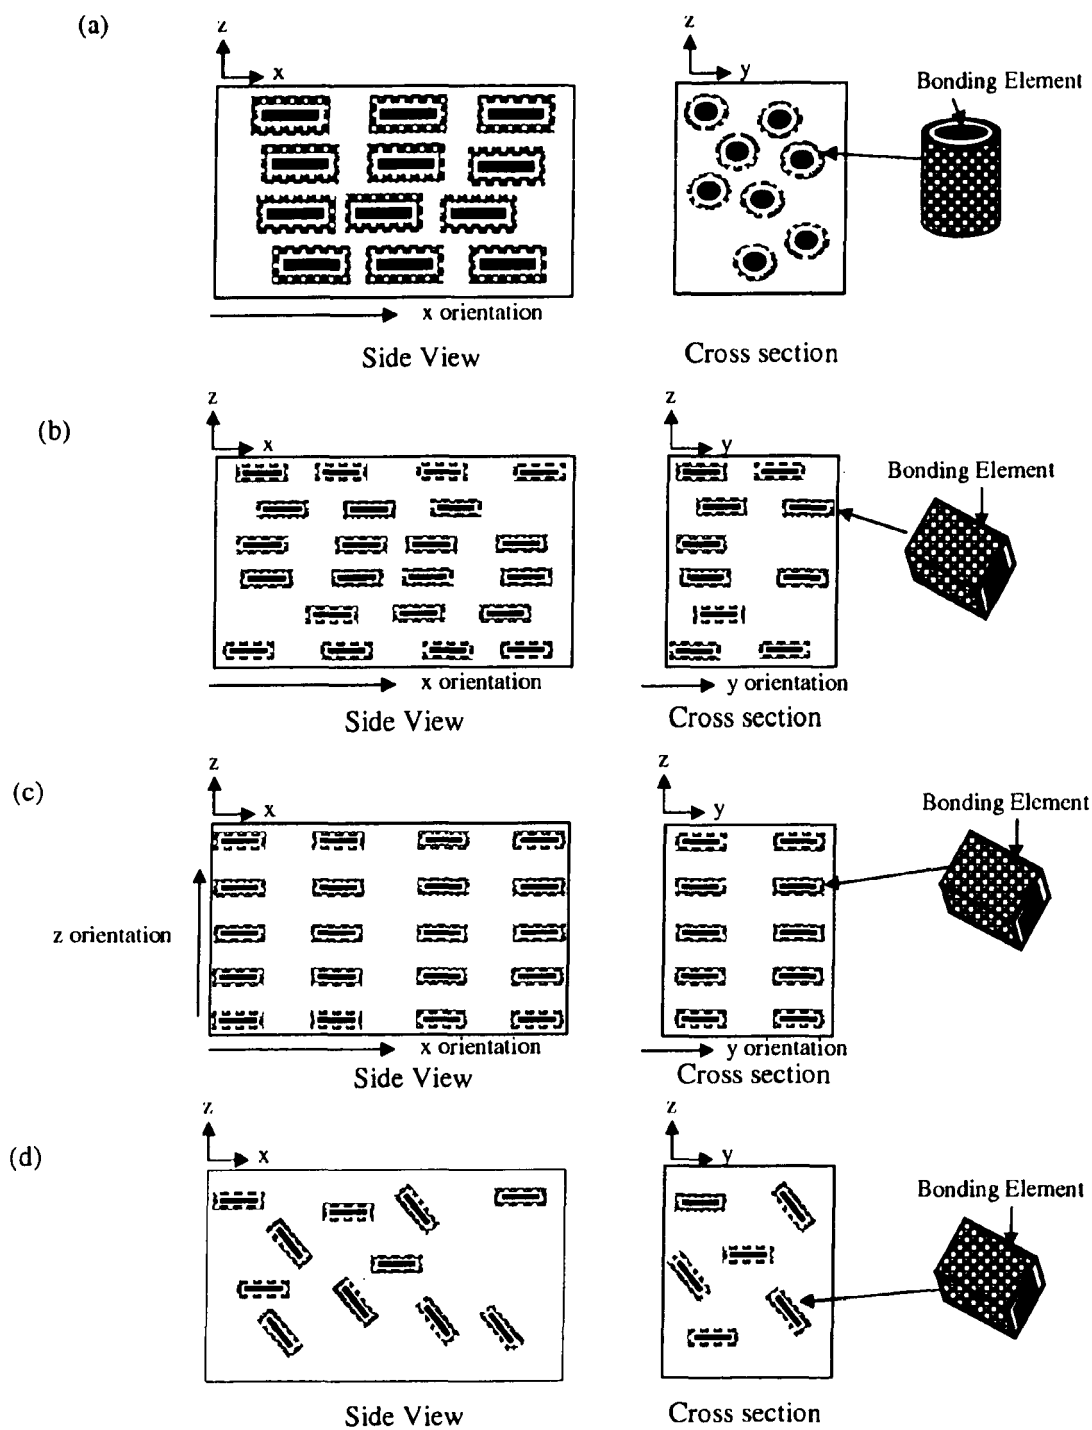 (a)
z
x
z
y
Bonding Element
x orientation
Side View
Cross section
(b)
z
x
z
y
Bonding Element
x orientation
y orientation
Side View
Cross section
(c)
z
x
z
y
Bonding Element
z orientation
x orientation
y orientation
Side View
Cross section
(d)
z
x
z
y
Bonding Element
Side View
Cross section